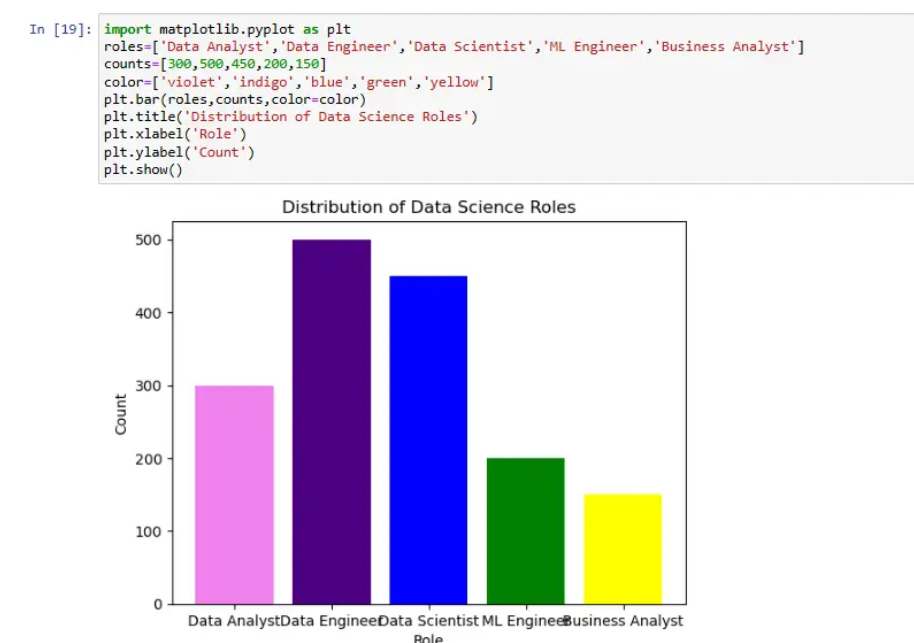 In [19]: import matplotlib.pyplot as plt
roles=['Data Analyst','Data Engineer','Data Scientist','ML Engineer','Business Analyst']
counts=[300,500,450,200,150]
color=['violet','indigo','blue','green','yellow']
plt.bar(roles,counts,color=color)
plt.title('Distribution of Data Science Roles')
plt.xlabel('Role')
plt.ylabel('Count')
plt.show()
Distribution of Data Science Roles
500
400
300
200
100
0
Count
Data Analyst Data Engineer Data Scientist ML Engineer Business Analyst
Role